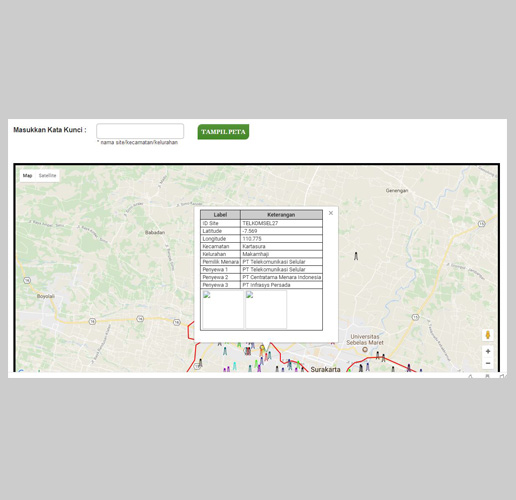 Masukkan Kata Kunci :
TAMPIL PETA
* nama site/kecamatan/kelurahan
Map Satellite
Genengan
Babadan
Boyolali
Label Keterangan
ID Site TELKOMSEL27
Latitude -7.569
Longitude 110.775
Kecamatan Kartasura
Kelurahan Makamhaji
Pemilik Menara PT Telekomunikasi Selular
Penyewa 1 PT Telekomunikasi Selular
Penyewa 2 PT Centratama Menara Indonesia
Penyewa 3 PT Infiesys Persada
Universitas
Sebelas Maret
Surakarta